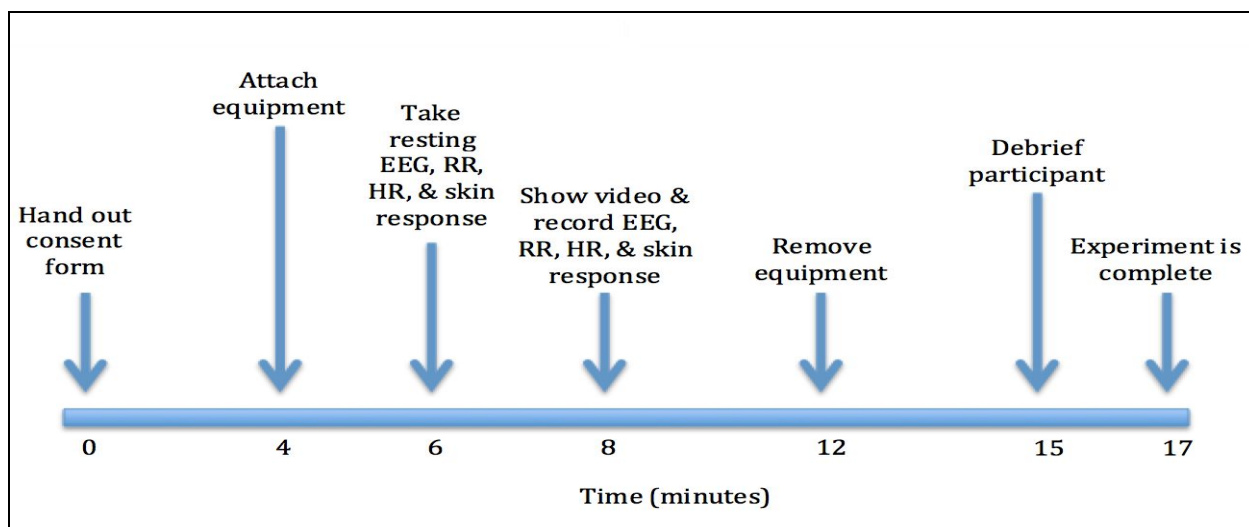 Hand out
consent
form
Attach
equipment
Take
resting
EEG, RR,
HR, & skin
response
Show video &
record EEG,
RR, HR, & skin
response
Remove
equipment
Debrief
participant
Experiment is
complete
0
4
6
8
12
15
17
Time (minutes)